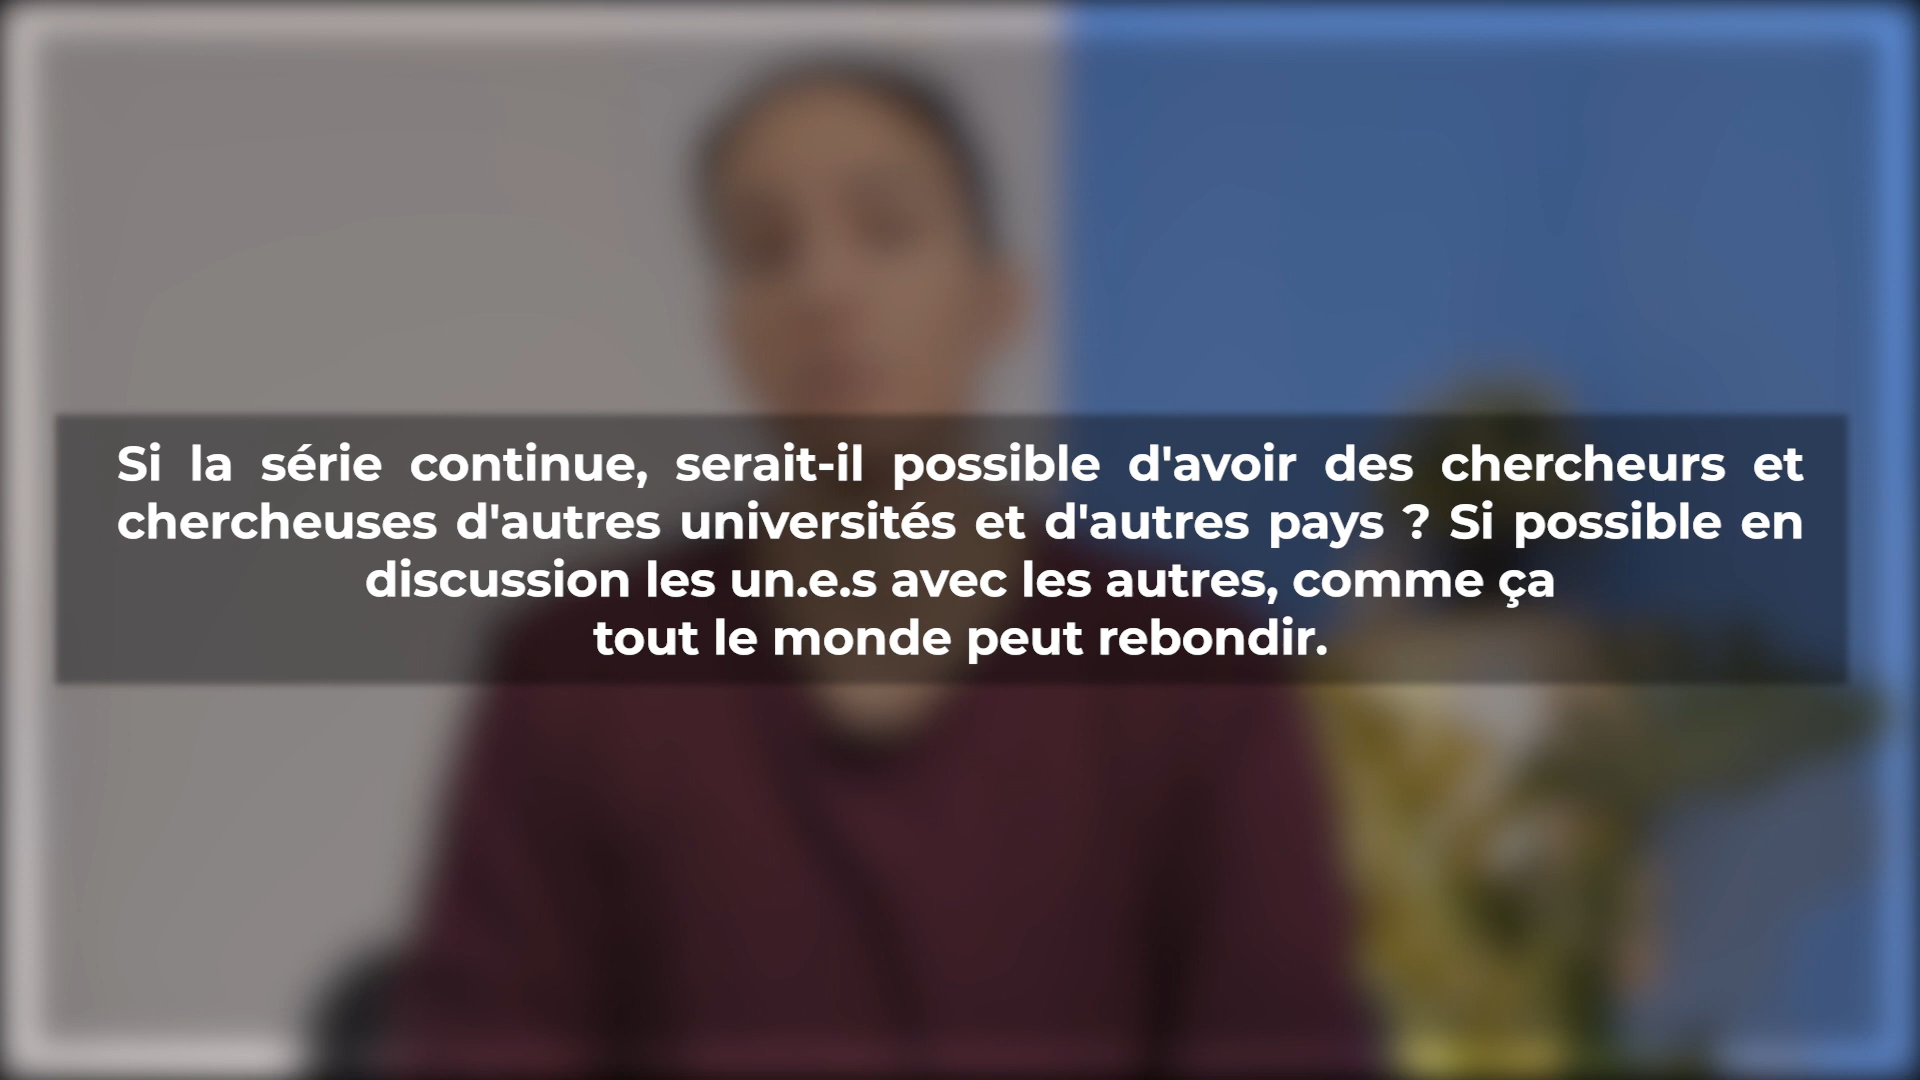 Si la série continue, serait-il possible d'avoir des chercheurs et
chercheuses d'autres universités et d'autres pays ? Si possible en
discussion les un.e.s avec les autres, comme ça
tout le monde peut rebondir.